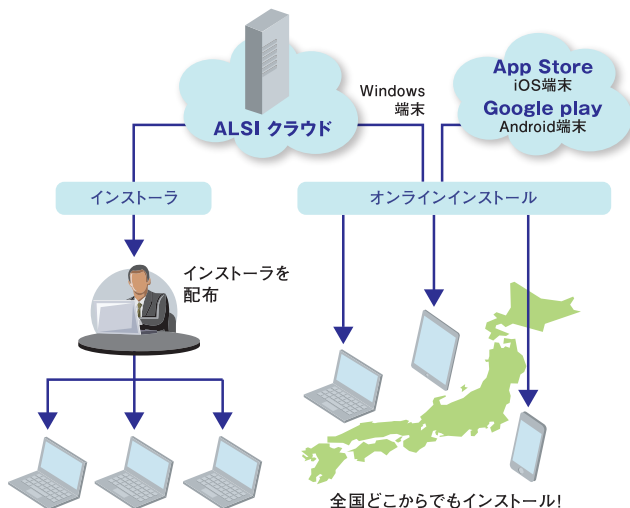 ALSI クラウド
Windows
端末
App Store
iOS端末
Google play
Android端末
インストーラ
オンラインインストール
インストーラを
配布
全国どこからでもインストール!